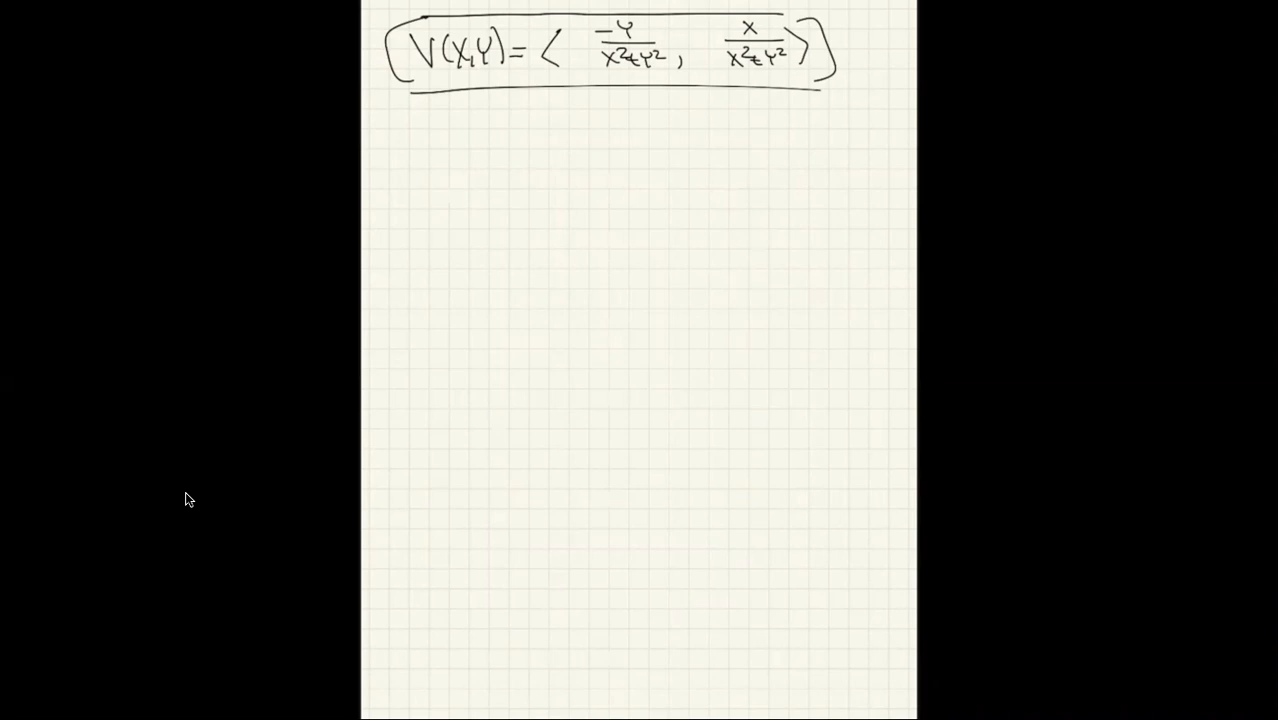 V(X,Y) = ⟨ -Y/(X²+Y²), X/(X²+Y²) ⟩